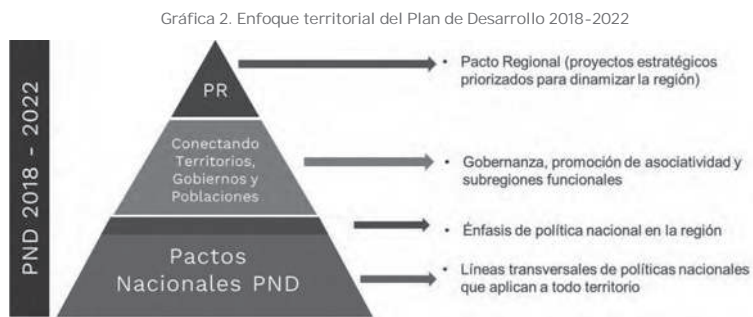 Gráfica 2. Enfoque territorial del Plan de Desarrollo 2018-2022
PND 2018 - 2022
PR
• Pacto Regional (proyectos estratégicos
priorizados para dinamizar la región)
Conectando
Territorios,
Gobiernos y
Poblaciones
• Gobernanza, promoción de asociatividad y
subregiones funcionales
• Énfasis de política nacional en la región
Pactos
Nacionales PND
• Líneas transversales de políticas nacionales
que aplican a todo territorio